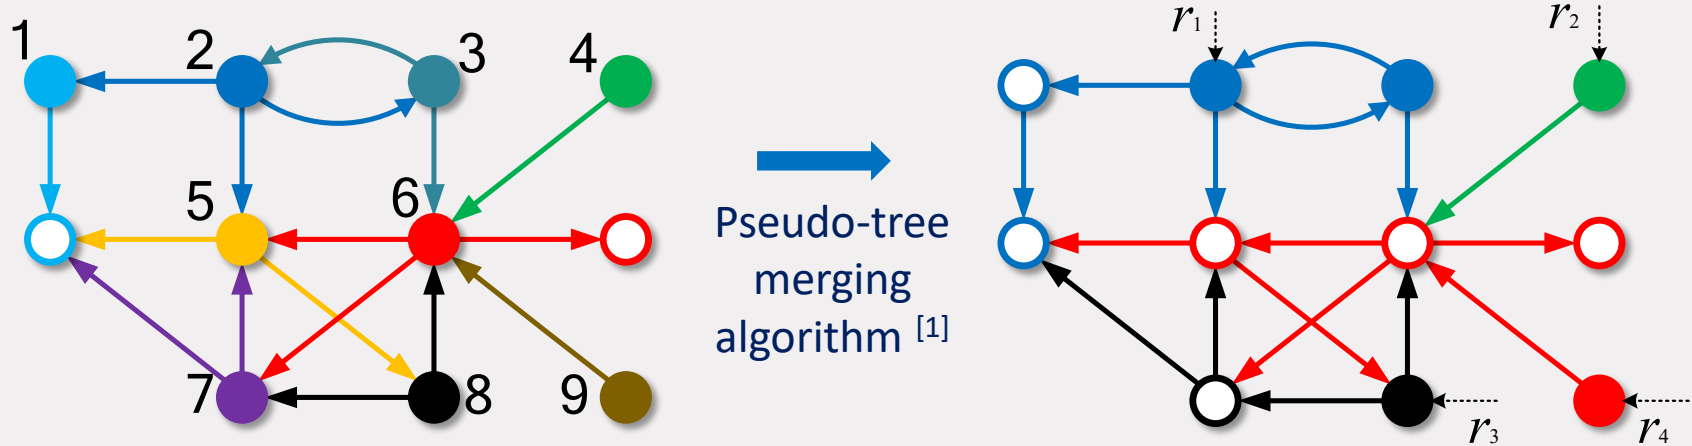 1
2
3
4
5
6
7
8
9
Pseudo-tree
merging
algorithm [1]
r1
r2
r3
r4